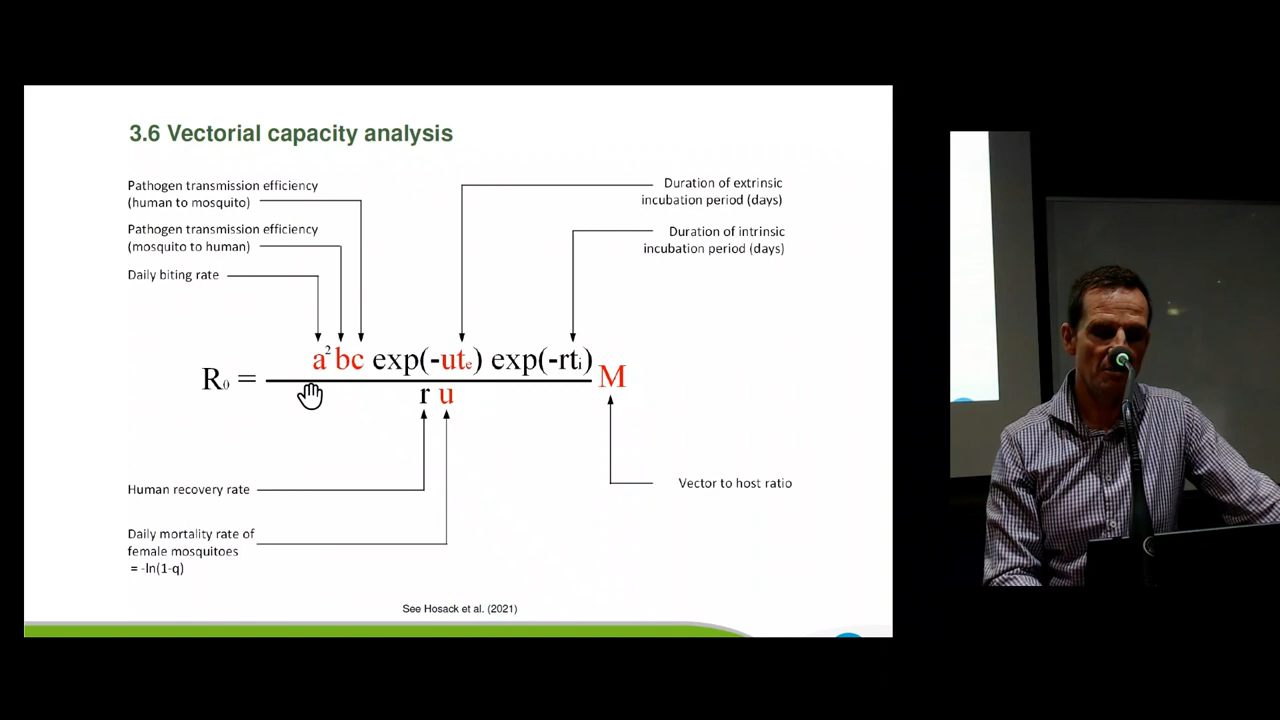 3.6 Vectorial capacity analysis
Pathogen transmission efficiency
(human to mosquito)
Pathogen transmission efficiency
(mosquito to human)
Daily biting rate
Duration of extrinsic
incubation period (days)
Duration of intrinsic
incubation period (days)
R₀ = a²bc exp(-utₑ) exp(-rtᵢ) M
r u
Human recovery rate
Vector to host ratio
Daily mortality rate of
female mosquitoes
= -ln(1-q)
See Hosack et al. (2021)